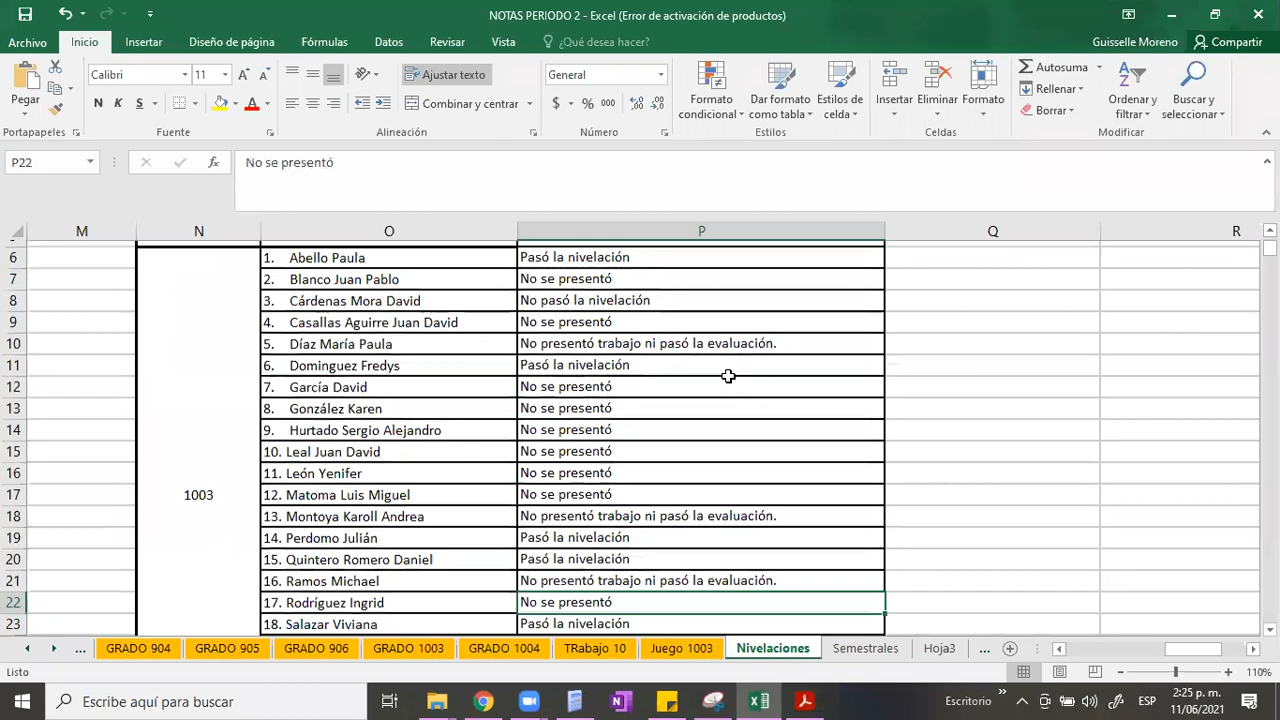 NOTAS PERIODO 2 - Excel (Error de activación de productos)
Archivo Inicio Insertar Diseño de página Fórmulas Datos Revisar Vista ¿Qué desea hacer? Guisselle Moreno Compartir
Pegar
Portapapeles
Calibri 11
N K S
Fuente
Ajustar texto
Combinar y centrar
Alineación
General
$ % 000
Número
Formato condicional
Dar formato como tabla
Estilos de celda
Estilos
Insertar Eliminar Formato
Celdas
Autosuma
Rellenar
Borrar
Ordenar y filtrar
Buscar y seleccionar
Modificar
P22 fx No se presentó
M N O P Q R
6 1. Abello Paula Pasó la nivelación
7 2. Blanco Juan Pablo No se presentó
8 3. Cárdenas Mora David No pasó la nivelación
9 4. Casallas Aguirre Juan David No se presentó
10 5. Díaz María Paula No presentó trabajo ni pasó la evaluación.
11 6. Dominguez Fredys Pasó la nivelación
12 7. García David No se presentó
13 8. González Karen No se presentó
14 9. Hurtado Sergio Alejandro No se presentó
15 10. Leal Juan David No se presentó
16 11. León Yenifer No se presentó
17 1003 12. Matoma Luis Miguel No se presentó
18 13. Montoya Karoll Andrea No presentó trabajo ni pasó la evaluación.
19 14. Perdomo Julián Pasó la nivelación
20 15. Quintero Romero Daniel Pasó la nivelación
21 16. Ramos Michael No presentó trabajo ni pasó la evaluación.
22 17. Rodríguez Ingrid No se presentó
23 18. Salazar Viviana Pasó la nivelación
... GRADO 904 GRADO 905 GRADO 906 GRADO 1003 GRADO 1004 TRabajo 10 Juego 1003 Nivelaciones Semestrales Hoja3 ...
Listo 110%
Escribe aquí para buscar Escritorio » ESP 2:25 p. m.
11/06/2021